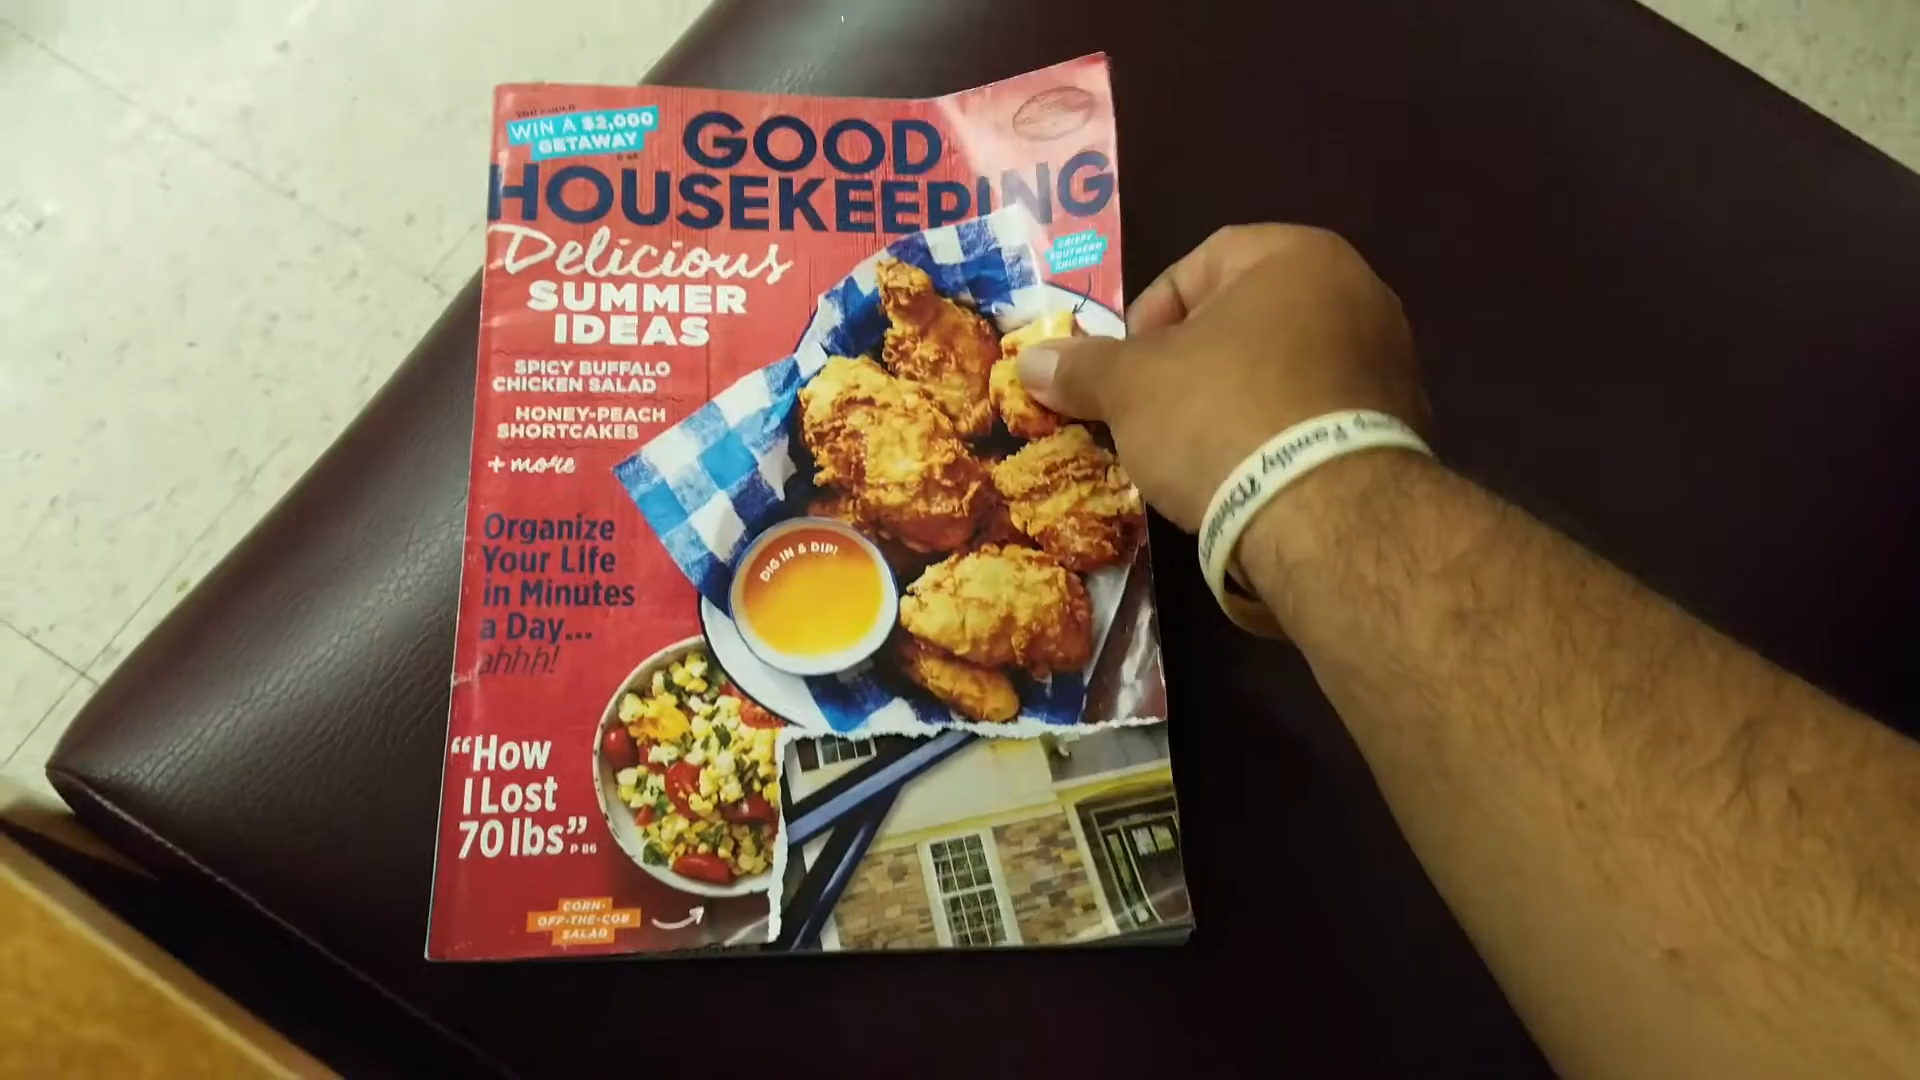 YOU COULD
WIN A $2,000
GETAWAY
GOOD
HOUSEKEEPING
Delicious
SUMMER
IDEAS
CRISPY
SOUTHERN
CHICKEN
SPICY BUFFALO
CHICKEN SALAD
HONEY-PEACH
SHORTCAKES
+ more
Organize
Your Life
in Minutes
a Day...
ahhh!
DIG IN & DIP!
"How
I Lost
70 lbs"
P 86
CORN-
OFF-THE-COB
SALAD
Family